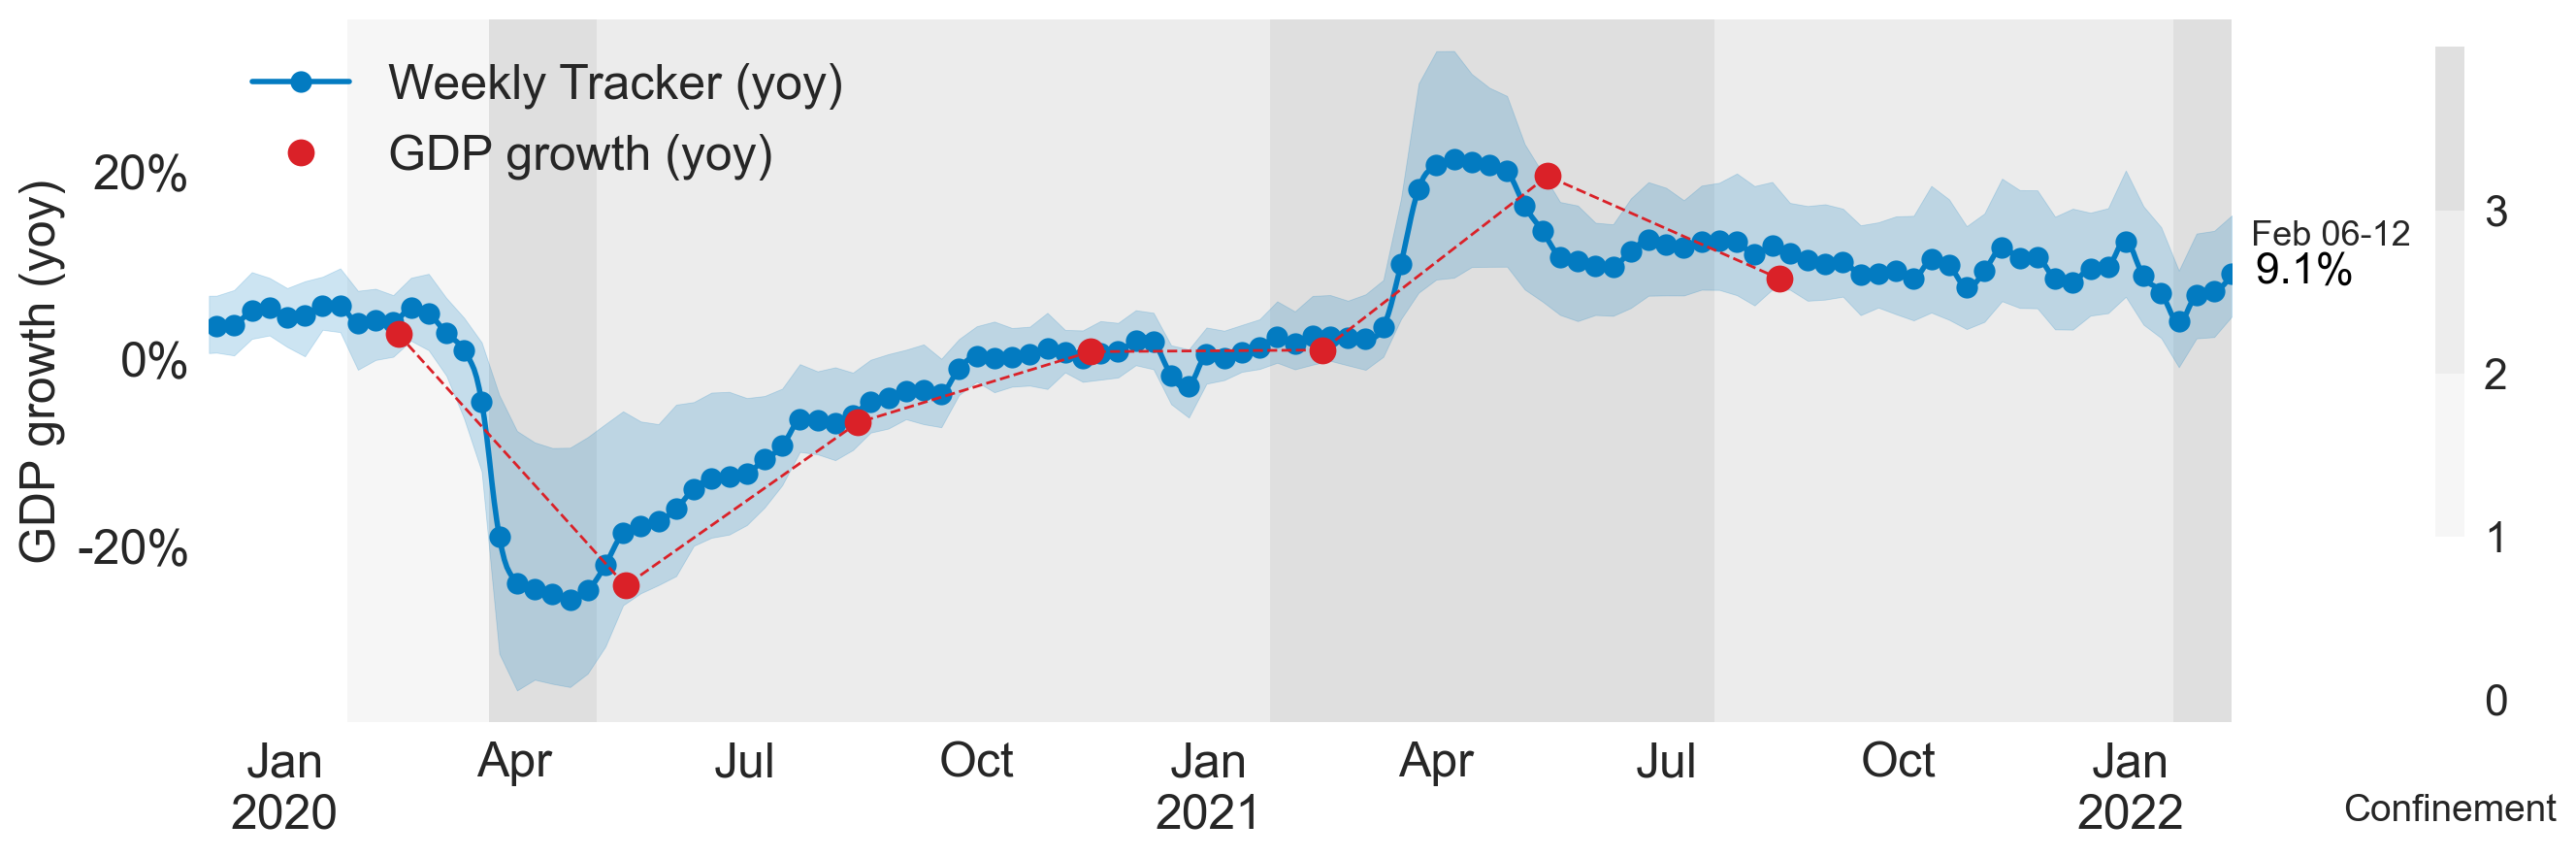 Weekly Tracker (yoy)
GDP growth (yoy)
GDP growth (yoy)
20%
0%
-20%
Feb 06-12
9.1%
3
2
1
0
Jan Apr Jul Oct Jan Apr Jul Oct Jan
2020 2021 2022
Confinement